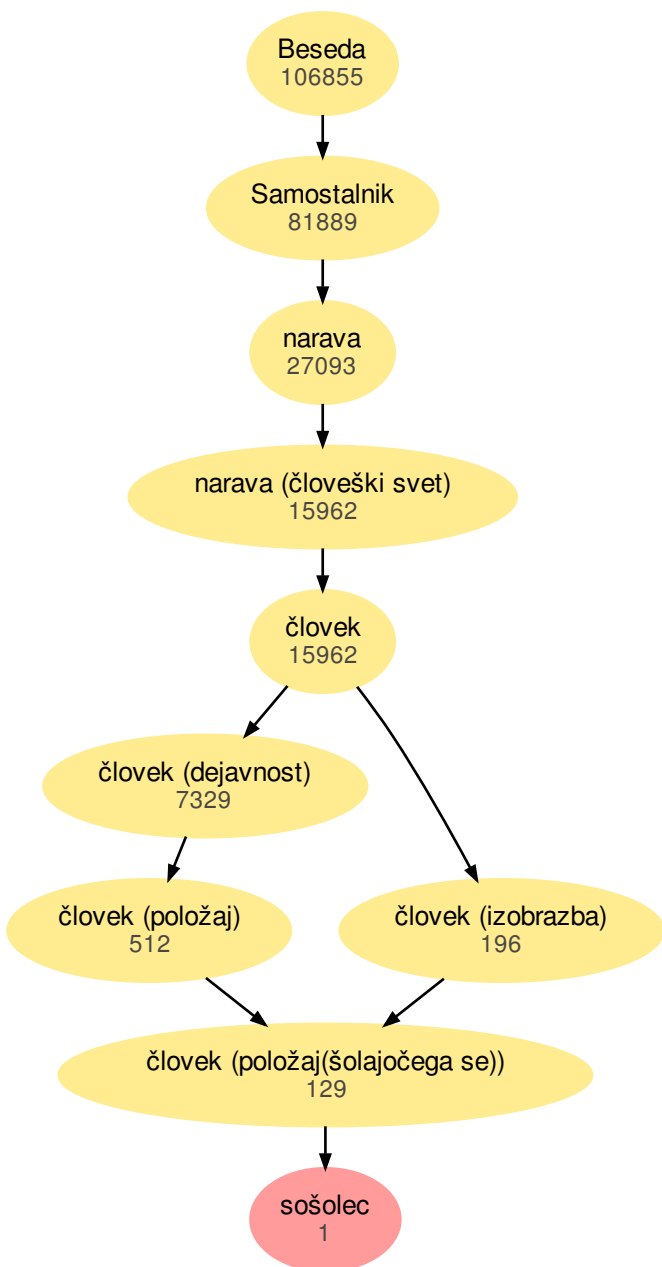 Beseda
106855
Samostalnik
81889
narava
27093
narava (človeški svet)
15962
človek
15962
človek (dejavnost)
7329
človek (položaj)
512
človek (izobrazba)
196
človek (položaj(šolajočega se))
129
sošolec
1